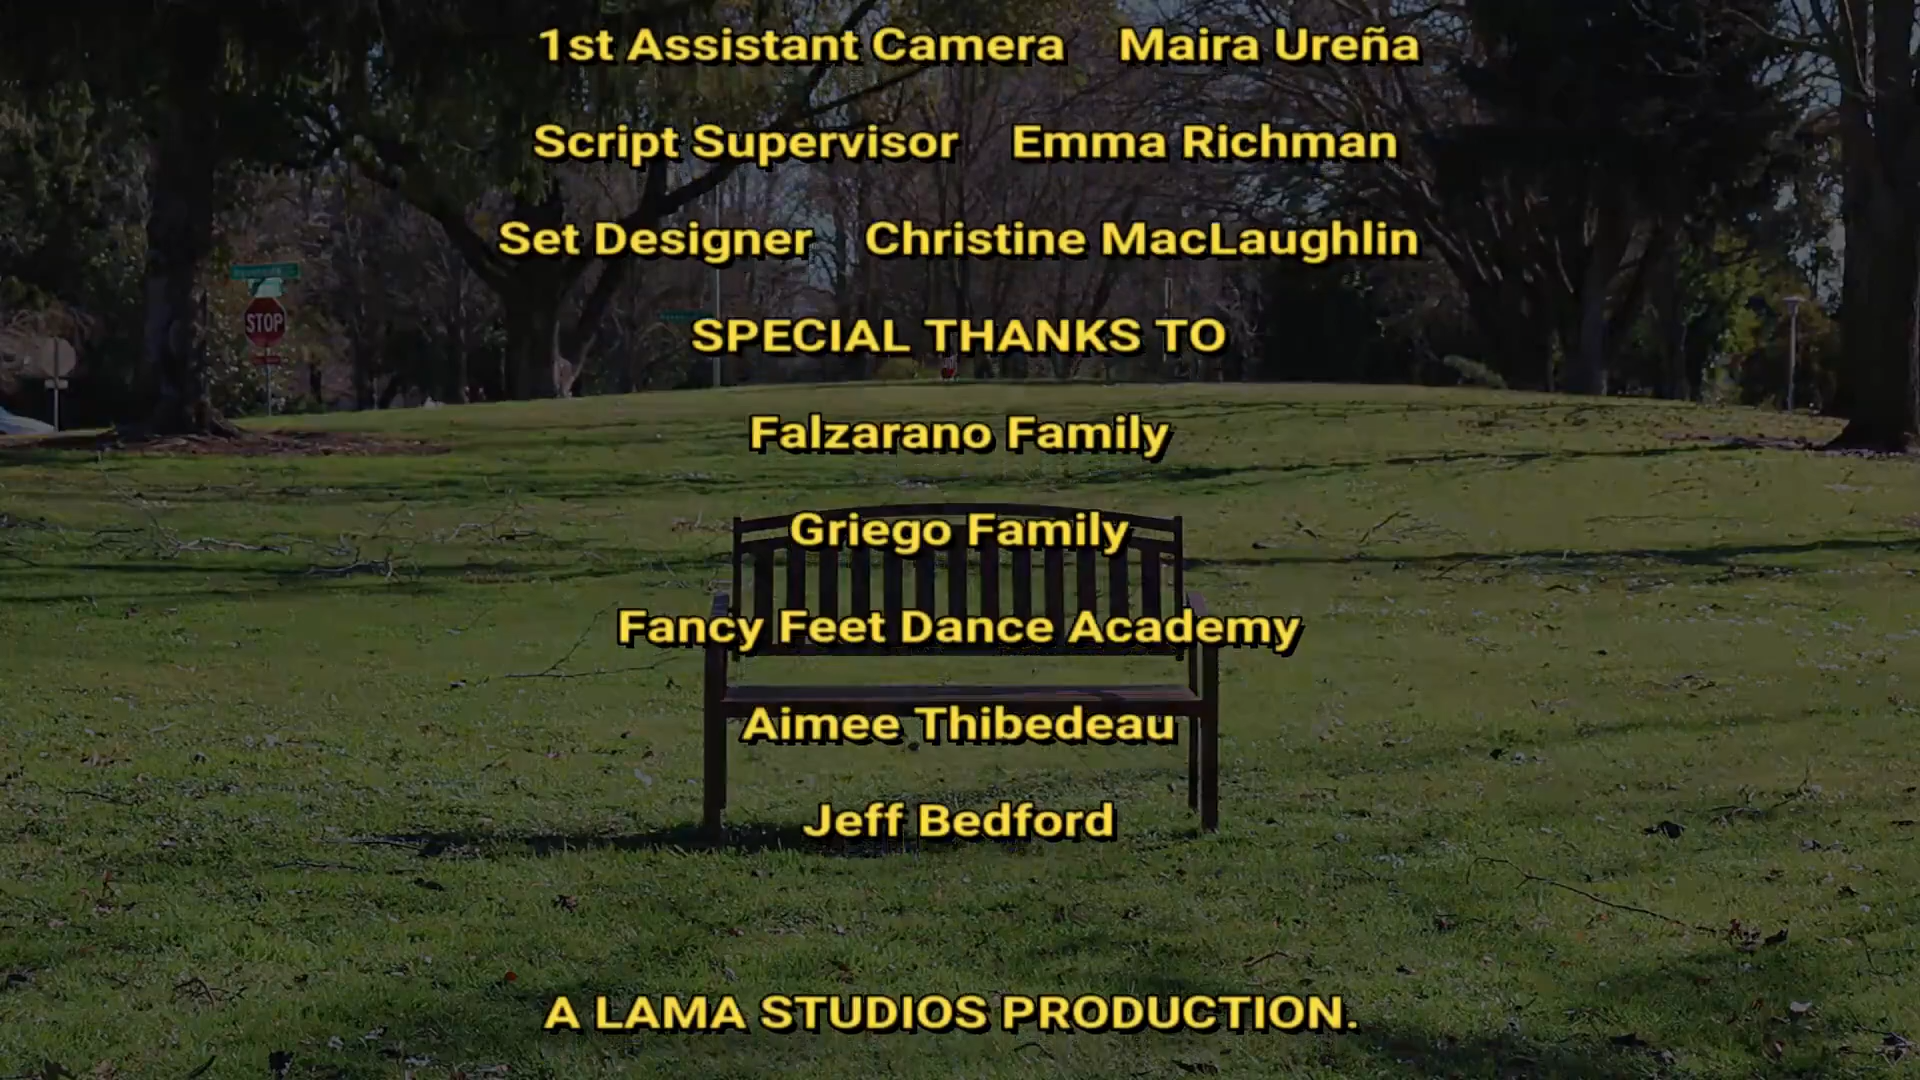 1st Assistant Camera Maira Ureña
Script Supervisor Emma Richman
Set Designer Christine MacLaughlin
STOP
SPECIAL THANKS TO
Falzarano Family
Griego Family
Fancy Feet Dance Academy
Aimee Thibedeau
Jeff Bedford
A LAMA STUDIOS PRODUCTION.